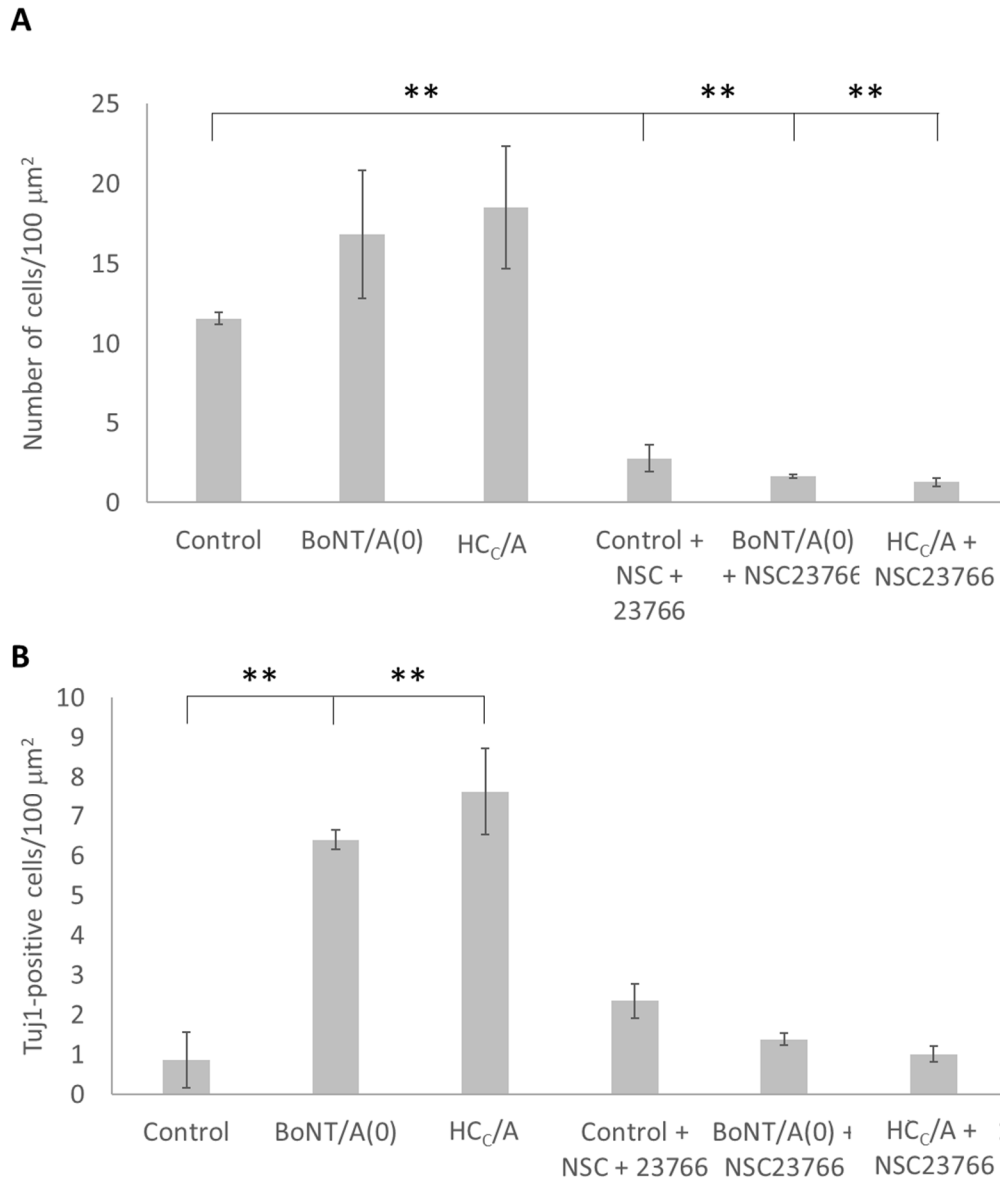 A
** ** **
25
20
15
10
5
0
Number of cells/100 μm²
Control BoNT/A(0) HC_C/A Control + BoNT/A(0) HC_C/A +
NSC + + NSC23766 NSC23766
23766
B
** **
10
9
8
7
6
5
4
3
2
1
0
Tuj1-positive cells/100 μm²
Control BoNT/A(0) HC_C/A Control + BoNT/A(0) + HC_C/A +
NSC + 23766 NSC23766 NSC23766